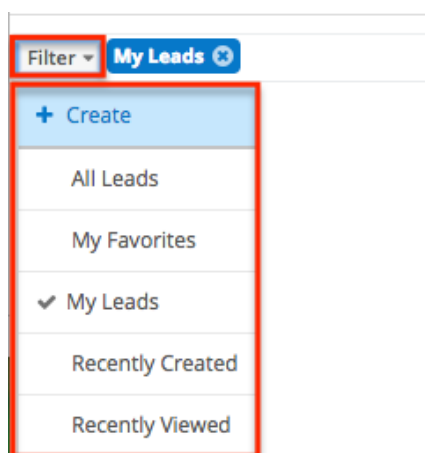 Filter My Leads
Create
All Leads
My Favorites
My Leads
Recently Created
Recently Viewed